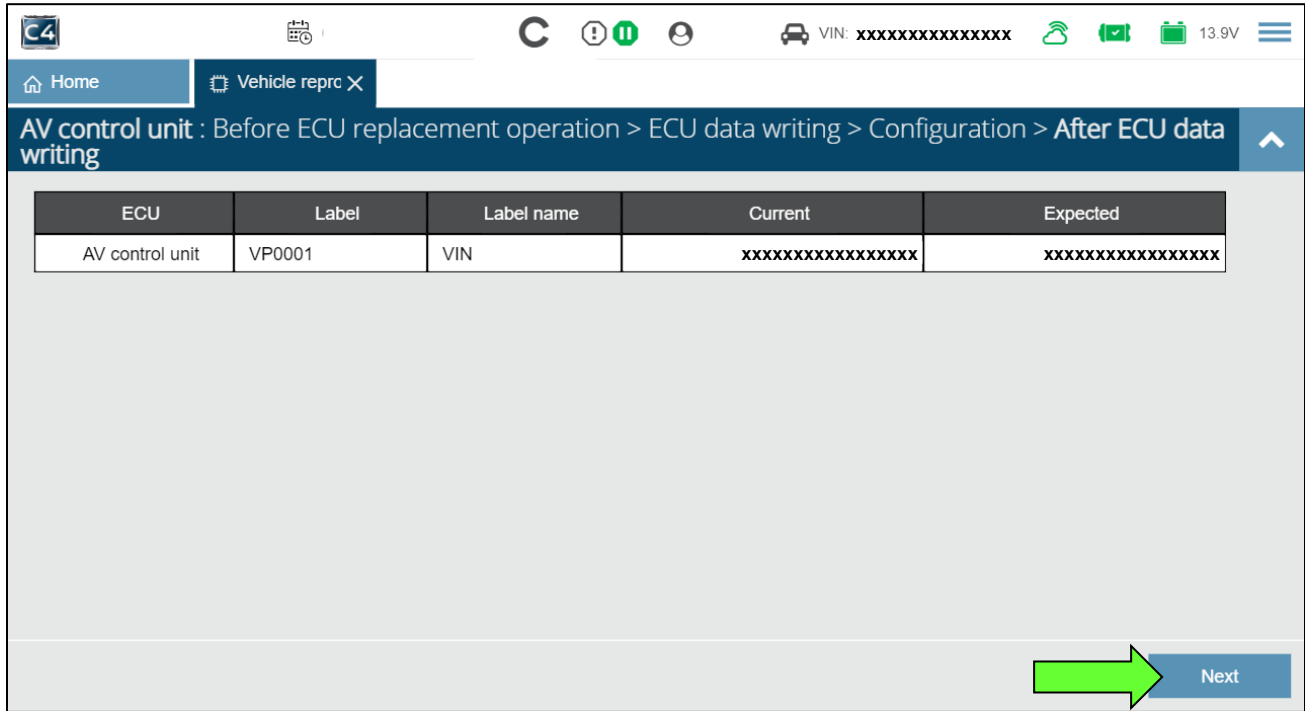 C4
C
VIN: xxxxxxxxxxxxxxx
13.9V
Home
Vehicle repro
AV control unit : Before ECU replacement operation > ECU data writing > Configuration > After ECU data
writing
ECU Label Label name Current Expected
AV control unit VP0001 VIN xxxxxxxxxxxxxxxxx xxxxxxxxxxxxxxxxx
Next